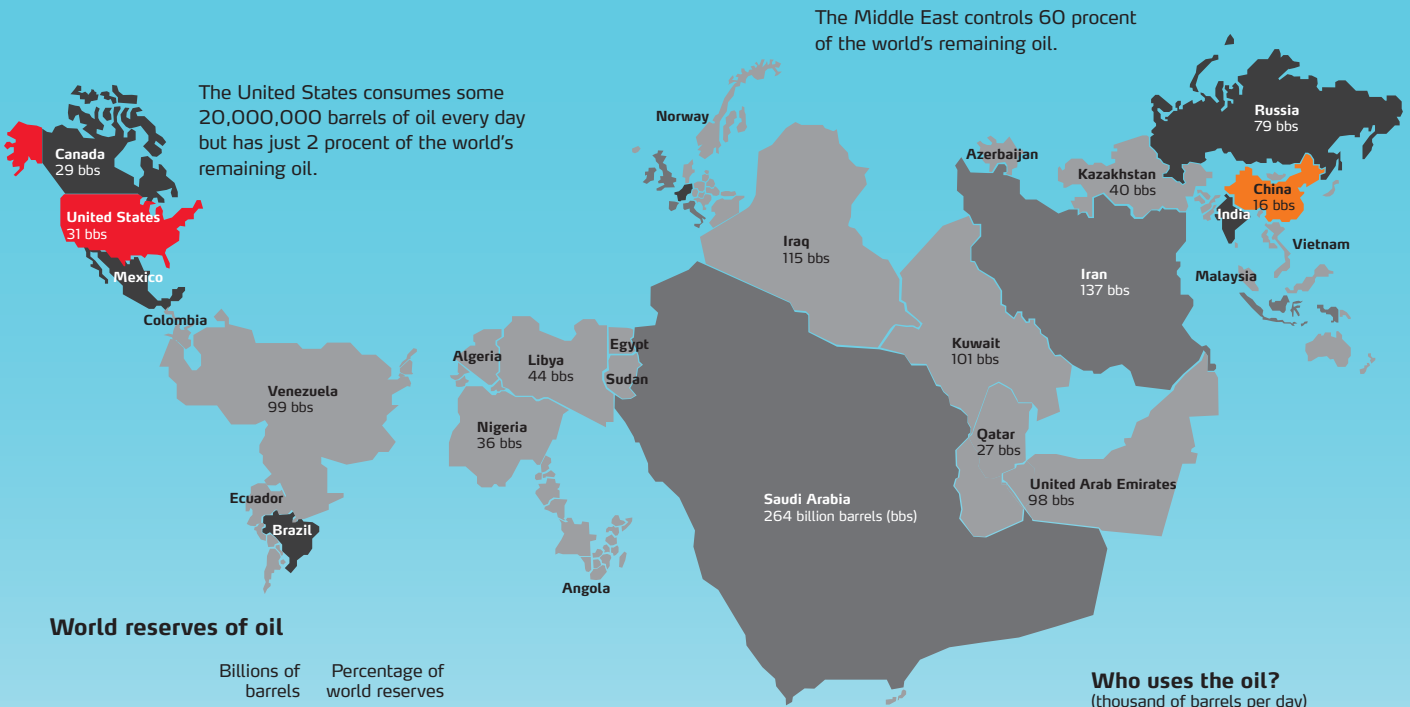 The Middle East controls 60 procent
of the world's remaining oil.
The United States consumes some
20,000,000 barrels of oil every day
but has just 2 procent of the world's
remaining oil.
Canada
29 bbs
United States
31 bbs
Mexico
Colombia
Venezuela
99 bbs
Ecuador
Brazil
Norway
Algeria
Libya
44 bbs
Egypt
Sudan
Nigeria
36 bbs
Angola
Iraq
115 bbs
Saudi Arabia
264 billion barrels (bbs)
Kuwait
101 bbs
Qatar
27 bbs
United Arab Emirates
98 bbs
Iran
137 bbs
Azerbaijan
Kazakhstan
40 bbs
Russia
79 bbs
China
16 bbs
India
Vietnam
Malaysia
World reserves of oil
Billions of
barrels
Percentage of
world reserves
Who uses the oil?
(thousand of barrels per day)